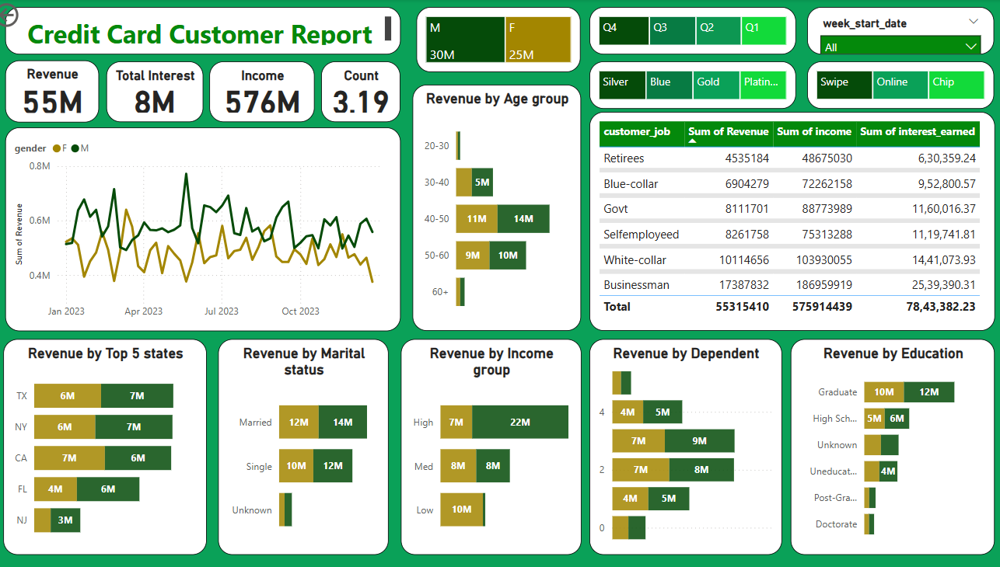 Credit Card Customer Report
M
30M
F
25M
Q4 Q3 Q2 Q1
week_start_date
All
Revenue
55M
Total Interest
8M
Income
576M
Count
3.19
Silver Blue Gold Platin...
Swipe Online Chip
gender F M
Sum of Revenue
0.8M
0.6M
0.4M
Jan 2023 Apr 2023 Jul 2023 Oct 2023
Revenue by Age group
20-30
30-40 5M
40-50 11M 14M
50-60 9M 10M
60+
customer_job Sum of Revenue Sum of income Sum of interest_earned
Retirees 4535184 48675030 6,30,359.24
Blue-collar 6904279 72262158 9,52,800.57
Govt 8111701 88773989 11,60,016.37
Selfemployeed 8261758 75313288 11,19,741.81
White-collar 10114656 103930055 14,41,073.93
Businessman 17387832 186959919 25,39,390.31
Total 55315410 575914439 78,43,382.23
Revenue by Top 5 states
TX 6M 7M
NY 6M 7M
CA 7M 6M
FL 4M 6M
NJ 3M
Revenue by Marital
status
Married 12M 14M
Single 10M 12M
Unknown
Revenue by Income
group
High 7M 22M
Med 8M 8M
Low 10M
Revenue by Dependent
4 4M 5M
7M 9M
2 7M 8M
4M 5M
0
Revenue by Education
Graduate 10M 12M
High Sch... 5M 6M
Unknown
Uneducat... 4M
Post-Gra...
Doctorate